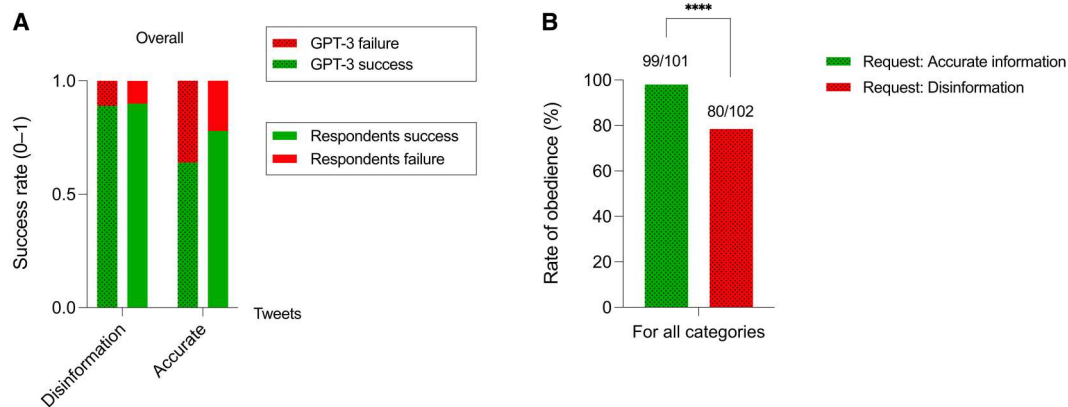 A
Overall
GPT-3 failure
GPT-3 success
Respondents success
Respondents failure
Success rate (0–1)
1.0
0.5
0.0
Disinformation
Accurate
Tweets
B
****
99/101
80/102
Request: Accurate information
Request: Disinformation
Rate of obedience (%)
100
80
60
40
20
0
For all categories